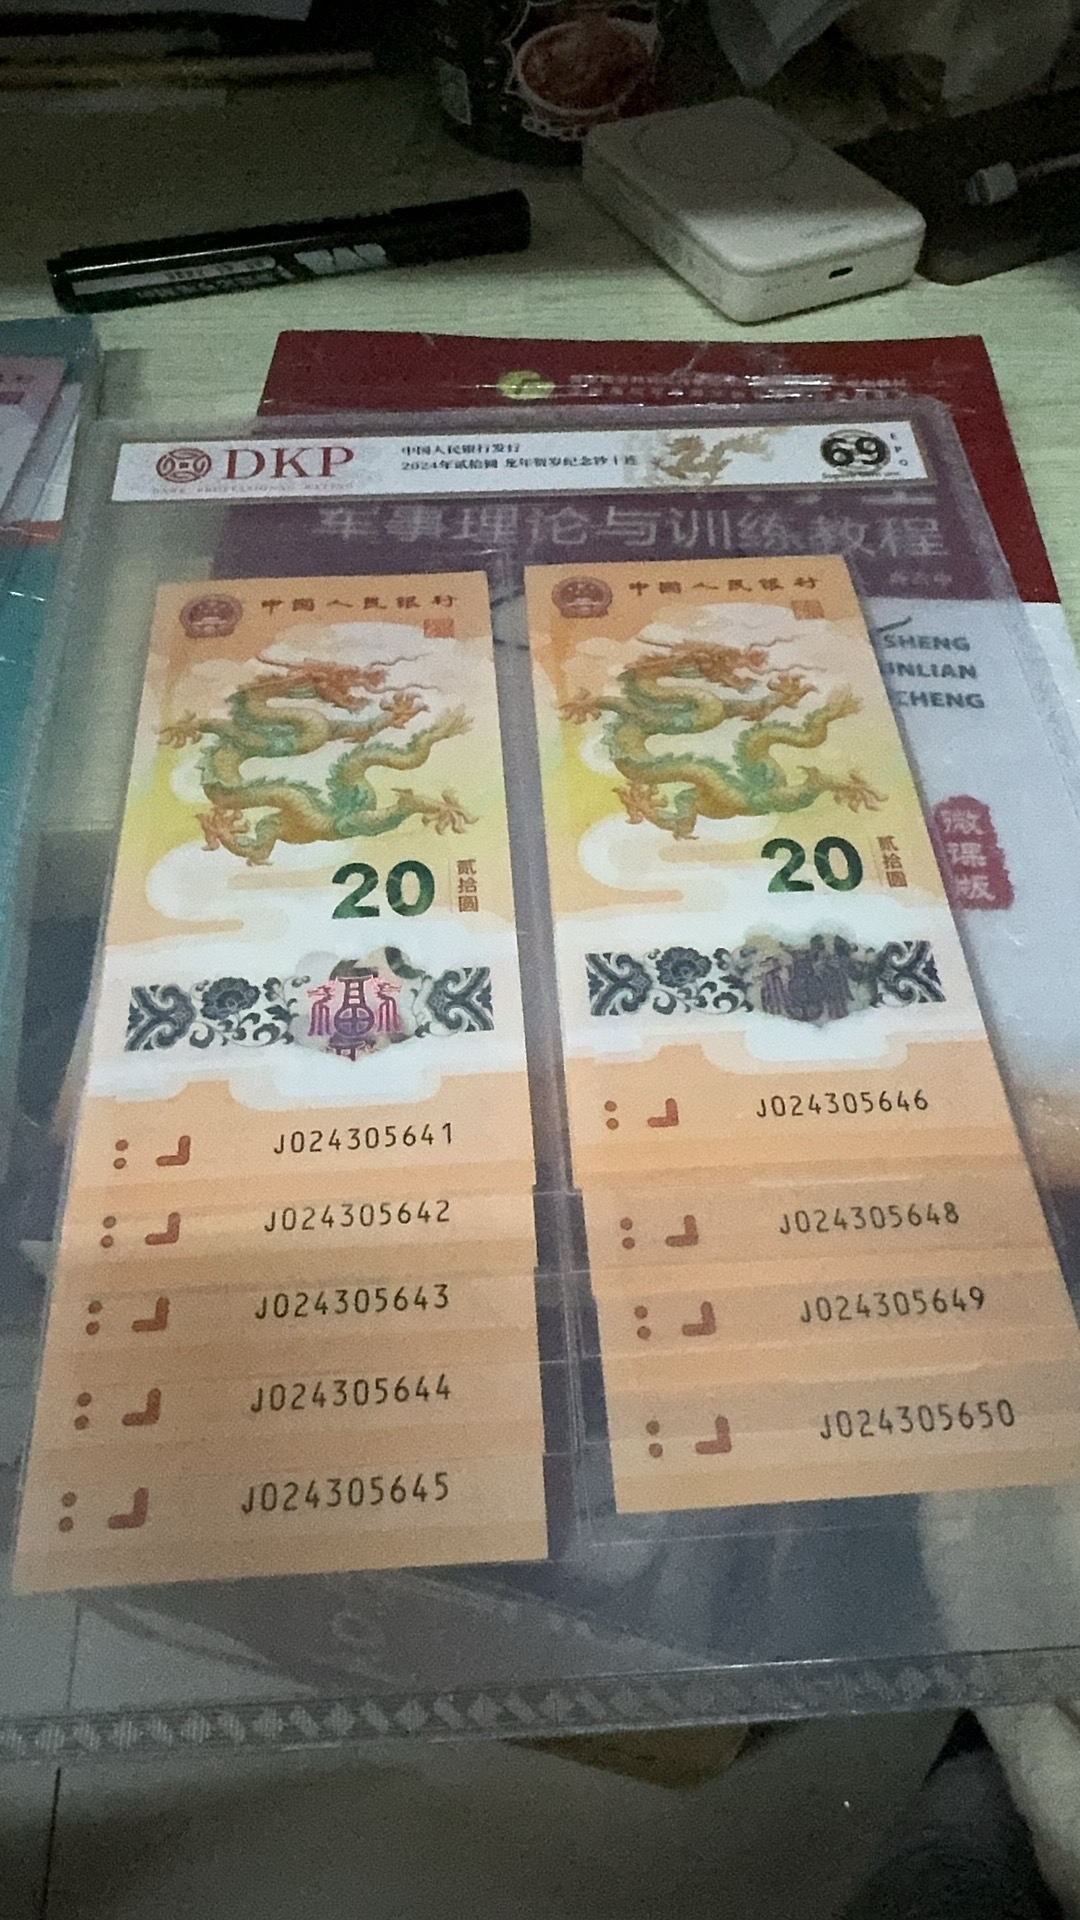 DKP
中国人民银行发行
2024年贰拾圆 龙年贺岁纪念钞十连
69
EPQ
军事理论与训练教程
SHENG
UNLIAN
CHENG
微
课
版
中国人民银行
20
贰拾圆
J024305641
J024305642
J024305643
J024305644
J024305645
中国人民银行
20
贰拾圆
J024305646
J024305648
J024305649
J024305650